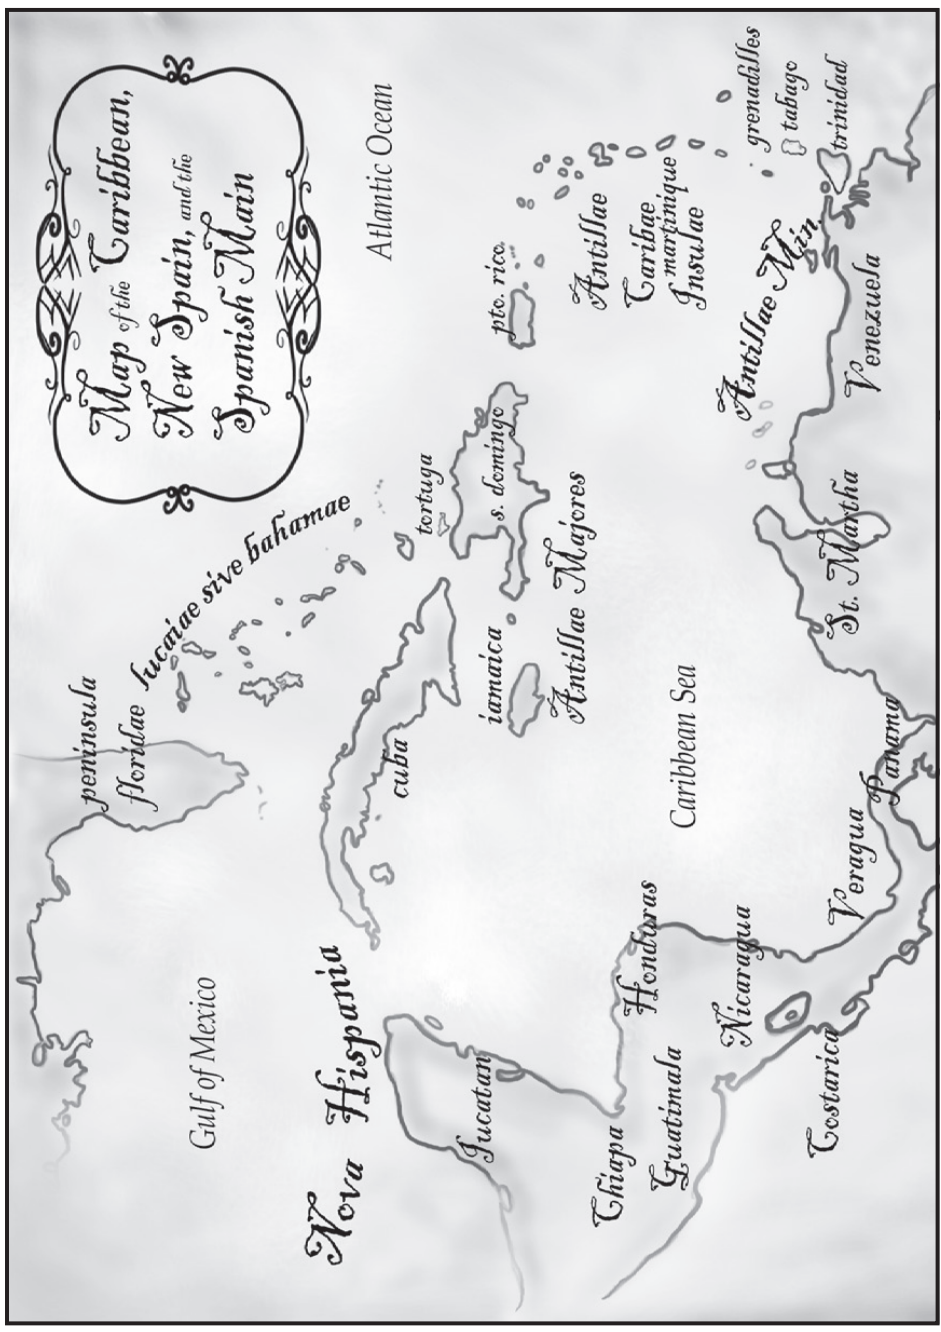 Map of the Caribbean,
New Spain, and the
Spanish Main
peninsula
floridae
lucaiae sive bahamae
Atlantic Ocean
Gulf of Mexico
Nova Hispania
cuba
tortuga
s. domingo
pto. rico.
iamaica
Antillae Majores
Antillae
Caribae
martinique
Insulae
grenadilles
tabago
trinidad
Antillae Min.
Jucatan
Caribbean Sea
Chiapa
Honduras
Guatimala
Nicaragua
Costarica
Veragua
Panama
St. Martha
Venezuela